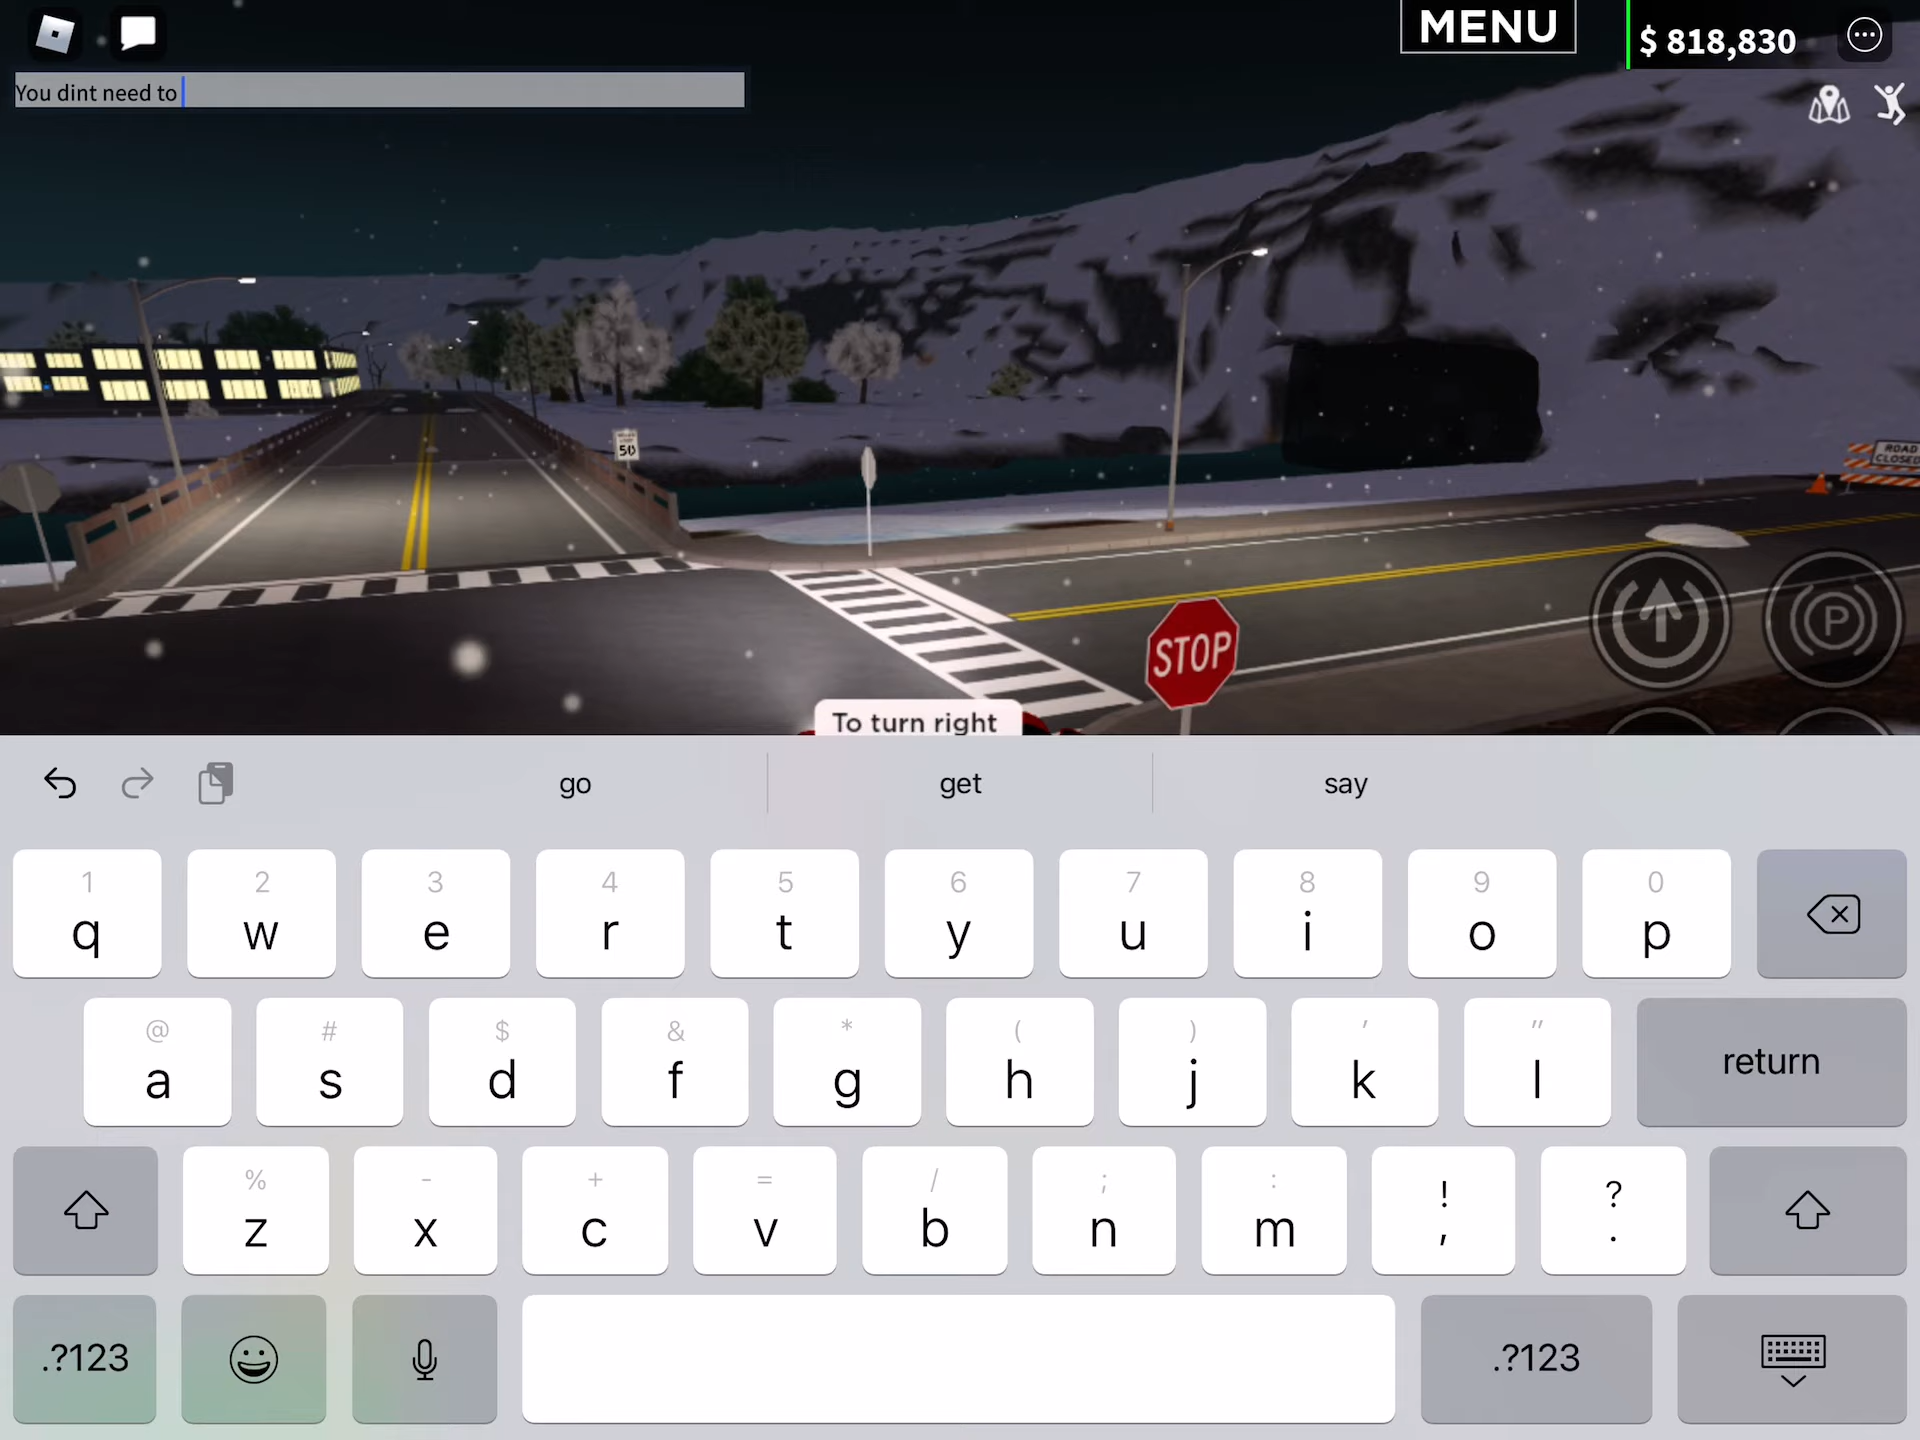 MENU
$ 818,830
You dint need to
50
ROAD
CLOSED
STOP
P
To turn right
go
get
say
1 2 3 4 5 6 7 8 9 0
q w e r t y u i o p
@ # $ & * ( ) ' "
a s d f g h j k l
return
% - + = / ; : ! ?
z x c v b n m , .
.?123
.?123